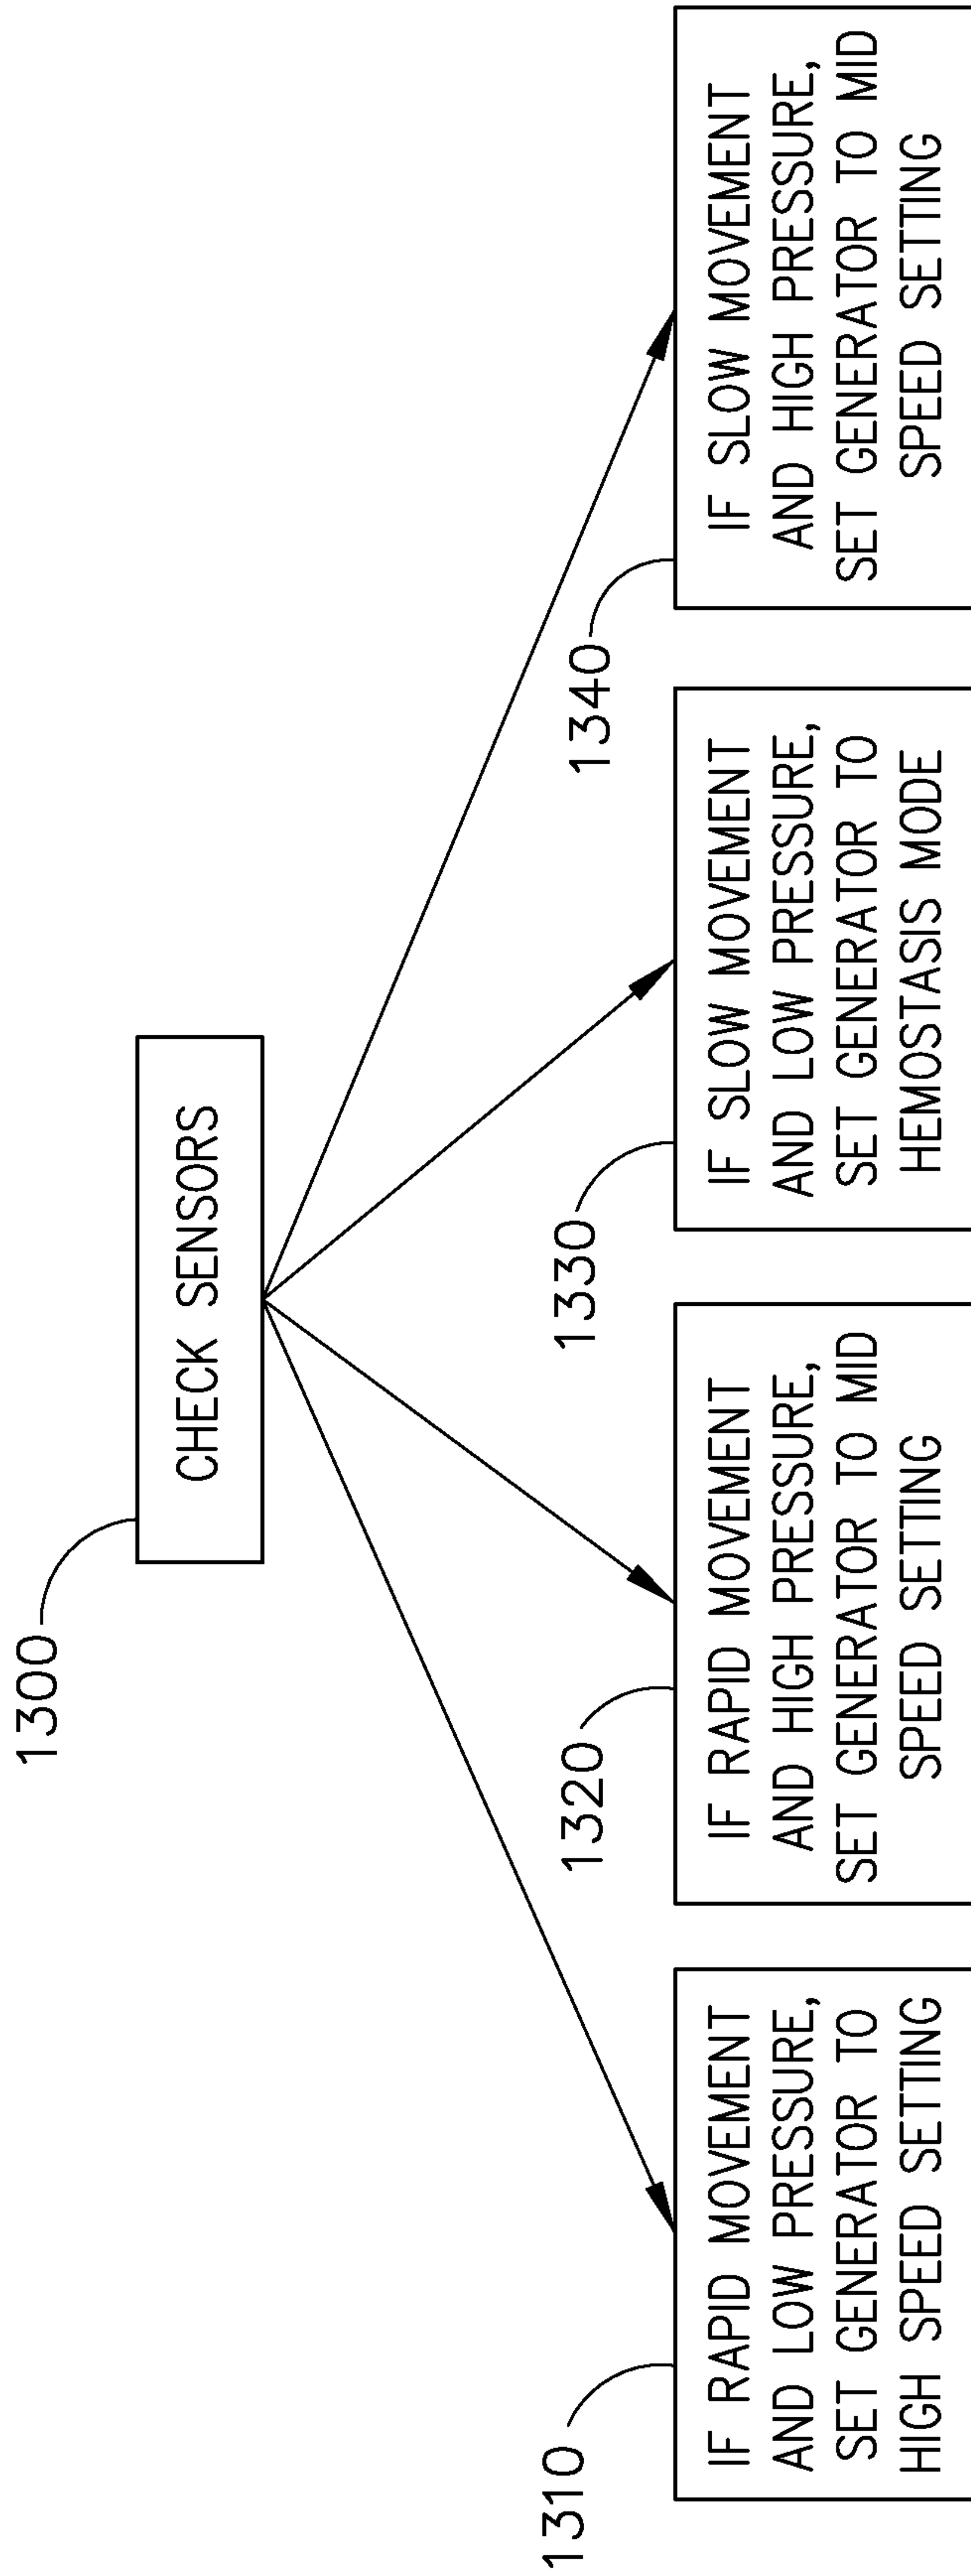 1300
CHECK SENSORS
1310
IF RAPID MOVEMENT
AND LOW PRESSURE,
SET GENERATOR TO
HIGH SPEED SETTING
1320
IF RAPID MOVEMENT
AND HIGH PRESSURE,
SET GENERATOR TO MID
SPEED SETTING
1330
IF SLOW MOVEMENT
AND LOW PRESSURE,
SET GENERATOR TO
HEMOSTASIS MODE
1340
IF SLOW MOVEMENT
AND HIGH PRESSURE,
SET GENERATOR TO MID
SPEED SETTING